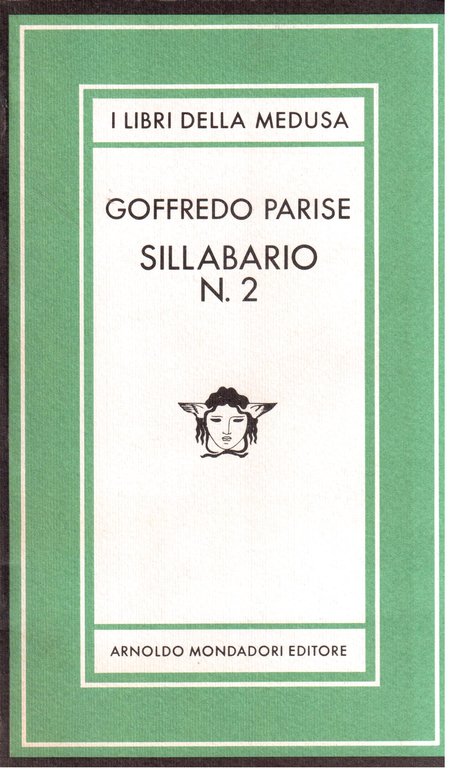 I LIBRI DELLA MEDUSA
GOFFREDO PARISE
SILLABARIO
N. 2
ARNOLDO MONDADORI EDITORE